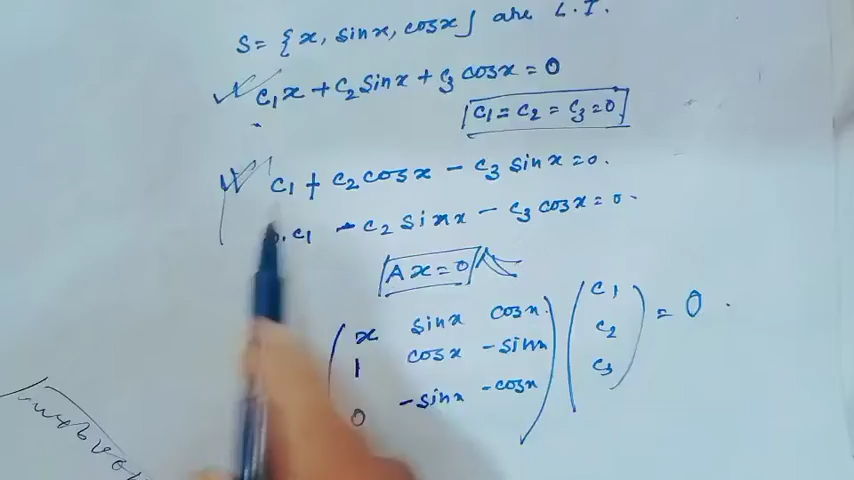 S = {x, sinx, cosx} are L.I.
c₁x + c₂sinx + c₃cosx = 0
c₁ = c₂ = c₃ = 0
c₁ + c₂cosx - c₃sinx = 0.
0.c₁ - c₂sinx - c₃cosx = 0.
Ax = 0
x sinx cosx c₁
1 cosx -sinx c₂ = 0
0 -sinx -cosx c₃